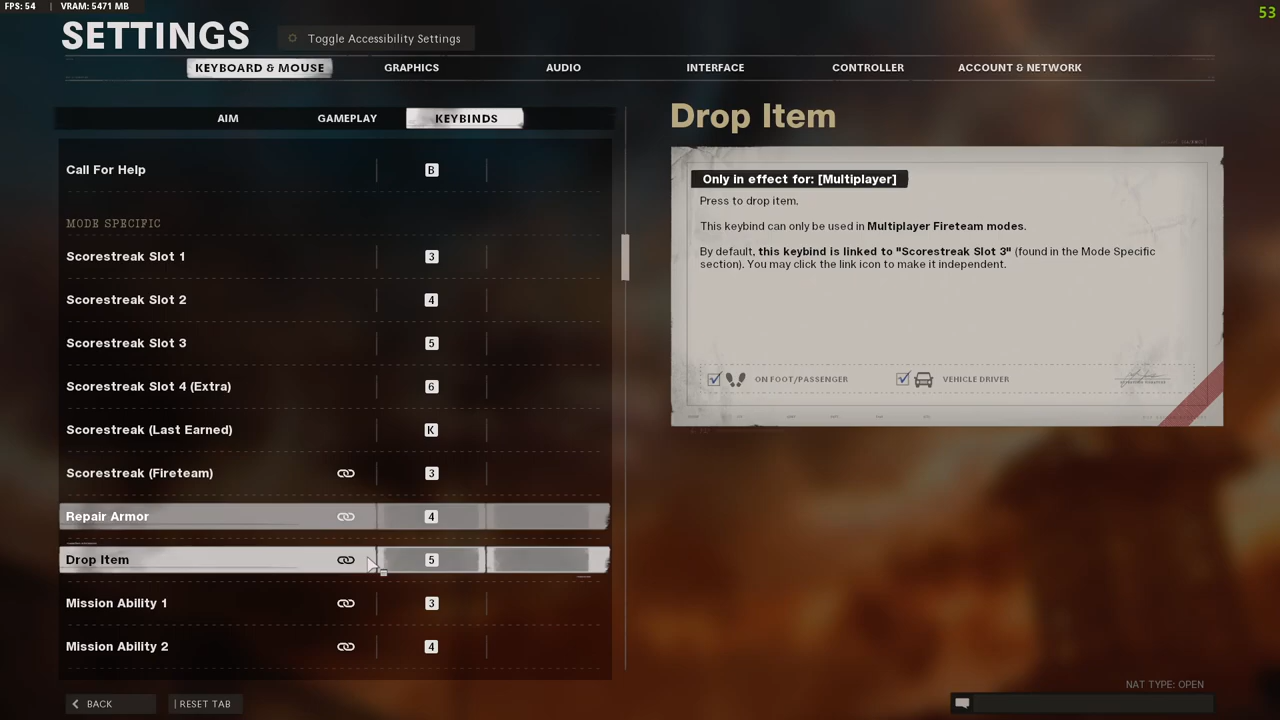 FPS: 54 | VRAM: 5471 MB
53
SETTINGS
Toggle Accessibility Settings
KEYBOARD & MOUSE
GRAPHICS
AUDIO
INTERFACE
CONTROLLER
ACCOUNT & NETWORK
AIM
GAMEPLAY
KEYBINDS
Call For Help B
MODE SPECIFIC
Scorestreak Slot 1 3
Scorestreak Slot 2 4
Scorestreak Slot 3 5
Scorestreak Slot 4 (Extra) 6
Scorestreak (Last Earned) K
Scorestreak (Fireteam) 3
Repair Armor 4
Drop Item 5
Mission Ability 1 3
Mission Ability 2 4
BACK
RESET TAB
Drop Item
Only in effect for: [Multiplayer]
Press to drop item.
This keybind can only be used in Multiplayer Fireteam modes.
By default, this keybind is linked to "Scorestreak Slot 3" (found in the Mode Specific
section). You may click the link icon to make it independent.
ON FOOT/PASSENGER
VEHICLE DRIVER
NAT TYPE: OPEN